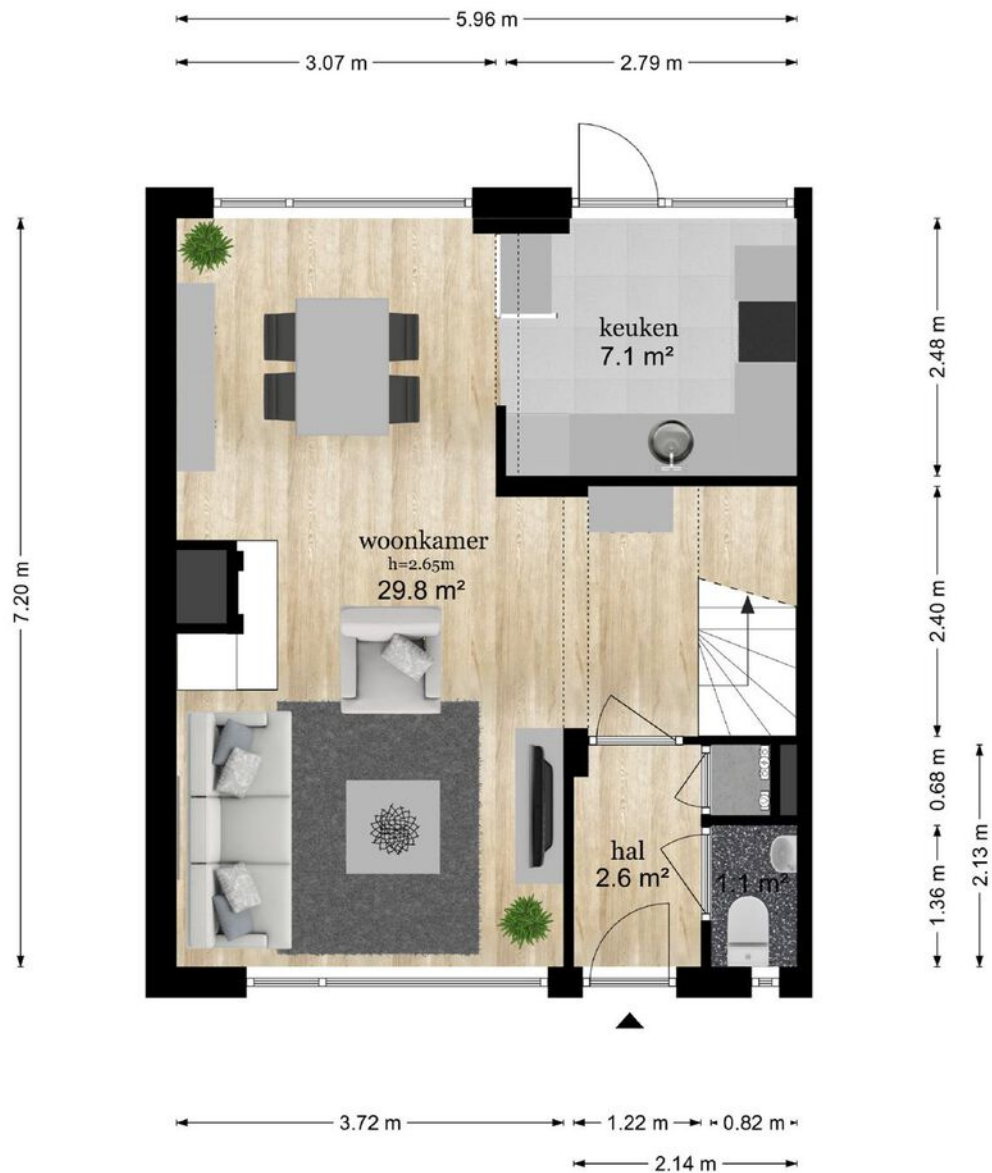 5.96 m
3.07 m
2.79 m
keuken
7.1 m²
2.48 m
7.20 m
woonkamer
h=2.65m
29.8 m²
2.40 m
0.68 m
2.13 m
hal
2.6 m²
1.1 m²
1.36 m
3.72 m
1.22 m
0.82 m
2.14 m